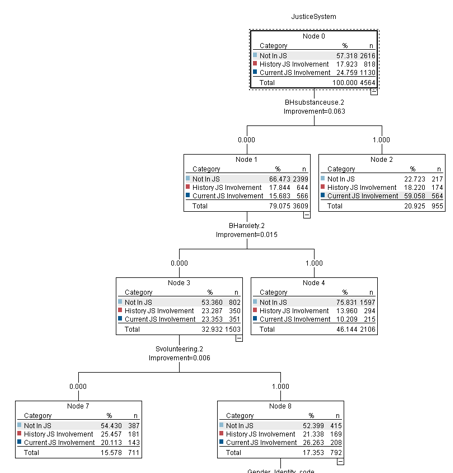 JusticeSystem
Node 0
Category % n
Not In JS 57.318 2616
History JS Involvement 17.923 818
Current JS Involvement 24.759 1130
Total 100.000 4564
BHsubstanceuse.2
Improvement=0.063
0.000 1.000
Node 1 Node 2
Category % n Category % n
Not In JS 66.473 2399 Not In JS 22.723 217
History JS Involvement 17.844 644 History JS Involvement 18.220 174
Current JS Involvement 15.683 566 Current JS Involvement 59.058 564
Total 79.075 3609 Total 20.925 955
BHanxiety.2
Improvement=0.015
0.000 1.000
Node 3 Node 4
Category % n Category % n
Not In JS 53.360 802 Not In JS 75.831 1597
History JS Involvement 23.287 350 History JS Involvement 13.960 294
Current JS Involvement 23.353 351 Current JS Involvement 10.209 215
Total 32.932 1503 Total 46.144 2106
Svolunteering.2
Improvement=0.006
0.000 1.000
Node 7 Node 8
Category % n Category % n
Not In JS 54.430 387 Not In JS 52.399 415
History JS Involvement 25.457 181 History JS Involvement 21.338 169
Current JS Involvement 20.113 143 Current JS Involvement 26.263 208
Total 15.578 711 Total 17.353 792
Gender_Identity_code